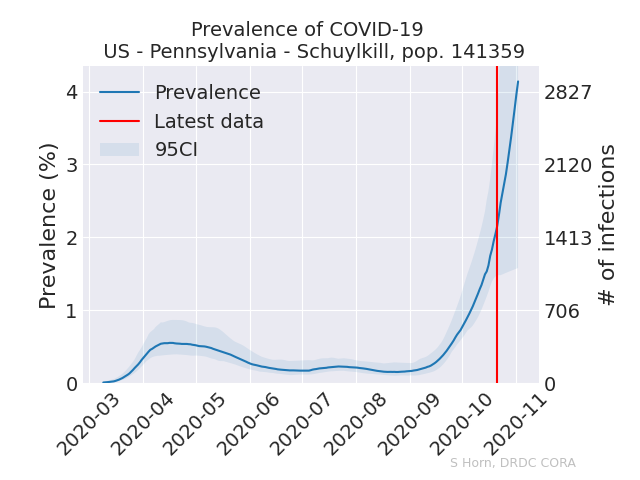 Prevalence of COVID-19
US - Pennsylvania - Schuylkill, pop. 141359
Prevalence
Latest data
95CI
Prevalence (%)
4
3
2
1
0
2827
2120
1413
706
0
# of infections
2020-03
2020-04
2020-05
2020-06
2020-07
2020-08
2020-09
2020-10
2020-11
S Horn, DRDC CORA